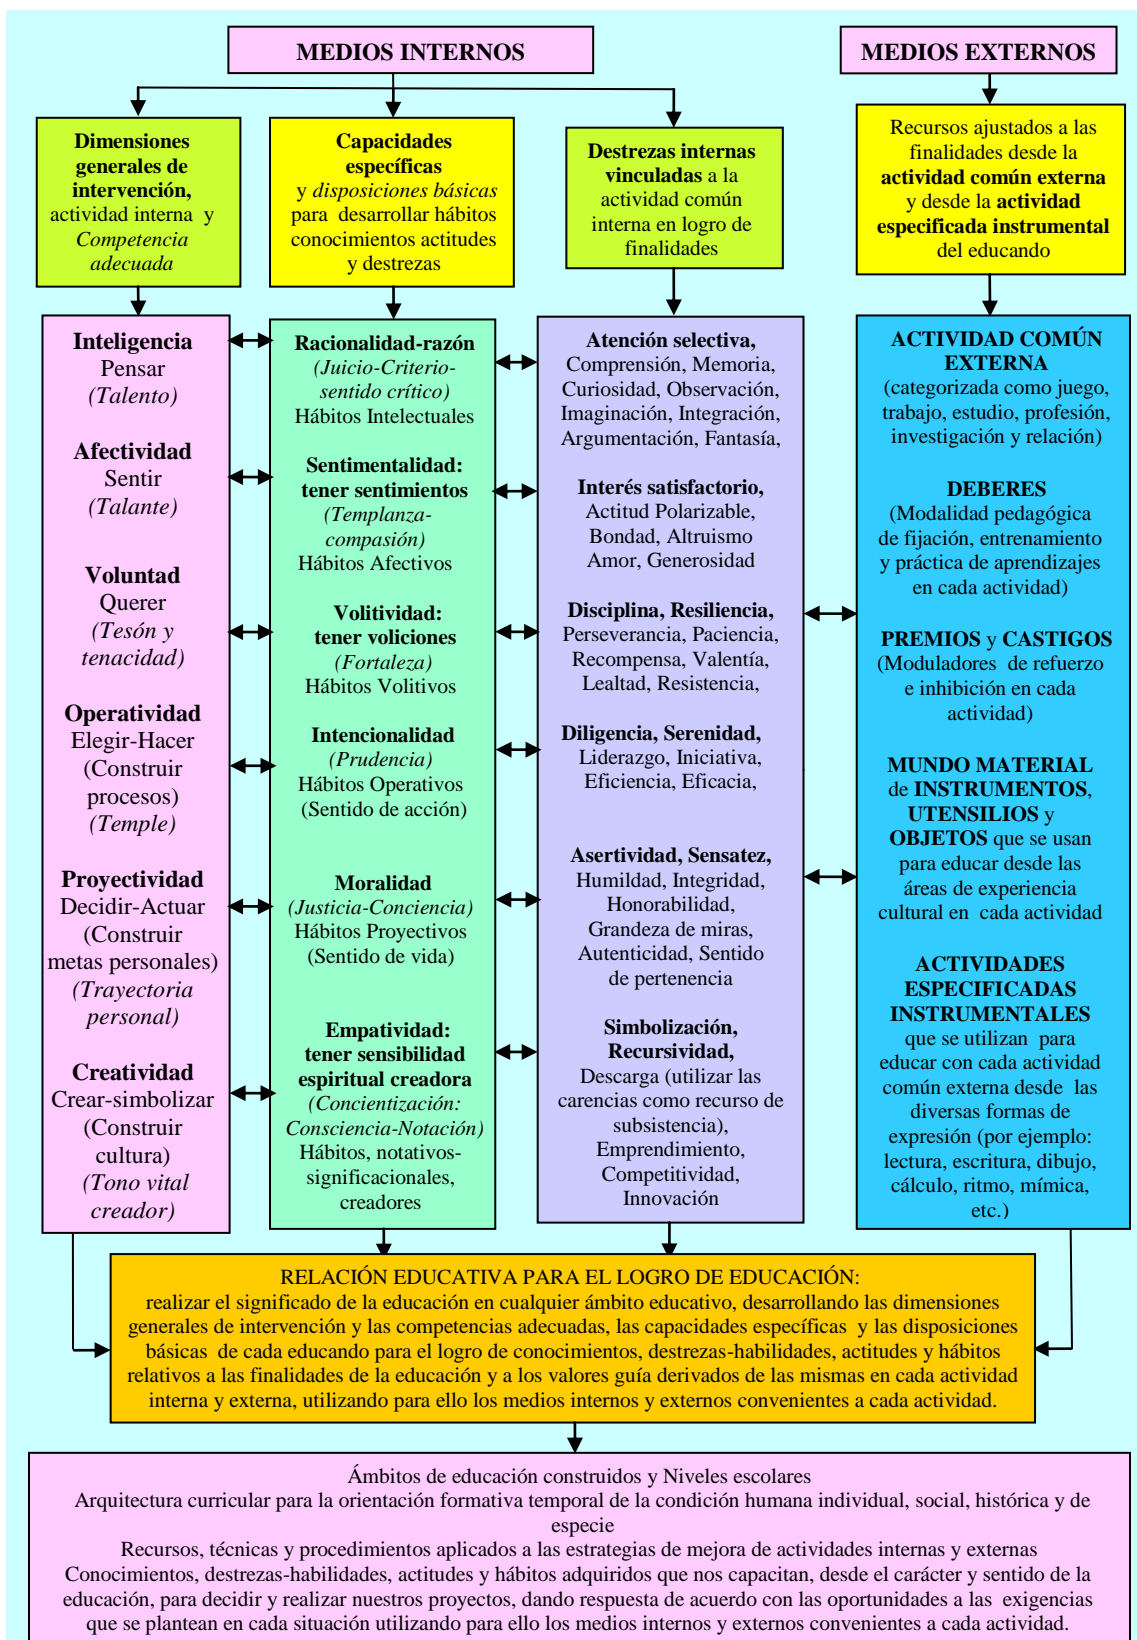 MEDIOS INTERNOS
MEDIOS EXTERNOS
Dimensiones
generales de
intervención,
actividad interna y
Competencia
adecuada
Capacidades
específicas
y disposiciones básicas
para desarrollar hábitos
conocimientos actitudes
y destrezas
Destrezas internas
vinculadas a la
actividad común
interna en logro de
finalidades
Recursos ajustados a las
finalidades desde la
actividad común externa
y desde la actividad
especificada instrumental
del educando
Inteligencia
Pensar
(Talento)
Afectividad
Sentir
(Talante)
Voluntad
Querer
(Tesón y
tenacidad)
Operatividad
Elegir-Hacer
(Construir
procesos)
(Temple)
Proyectividad
Decidir-Actuar
(Construir
metas personales)
(Trayectoria
personal)
Creatividad
Crear-simbolizar
(Construir
cultura)
(Tono vital
creador)
Racionalidad-razón
(Juicio-Criterio-
sentido crítico)
Hábitos Intelectuales
Sentimentalidad:
tener sentimientos
(Templanza-
compasión)
Hábitos Afectivos
Volitividad:
tener voliciones
(Fortaleza)
Hábitos Volitivos
Intencionalidad
(Prudencia)
Hábitos Operativos
(Sentido de acción)
Moralidad
(Justicia-Conciencia)
Hábitos Proyectivos
(Sentido de vida)
Empatividad:
tener sensibilidad
espiritual creadora
(Concientización:
Consciencia-Notación)
Hábitos, notativos-
significacionales,
creadores
Atención selectiva,
Comprensión, Memoria,
Curiosidad, Observación,
Imaginación, Integración,
Argumentación, Fantasía,
Interés satisfactorio,
Actitud Polarizable,
Bondad, Altruismo
Amor, Generosidad
Disciplina, Resiliencia,
Perseverancia, Paciencia,
Recompensa, Valentía,
Lealtad, Resistencia,
Diligencia, Serenidad,
Liderazgo, Iniciativa,
Eficiencia, Eficacia,
Asertividad, Sensatez,
Humildad, Integridad,
Honorabilidad,
Grandeza de miras,
Autenticidad, Sentido
de pertenencia
Simbolización,
Recursividad,
Descarga (utilizar las
carencias como recurso de
subsistencia),
Emprendimiento,
Competitividad,
Innovación
ACTIVIDAD COMÚN
EXTERNA
(categorizada como juego,
trabajo, estudio, profesión,
investigación y relación)
DEBERES
(Modalidad pedagógica
de fijación, entrenamiento
y práctica de aprendizajes
en cada actividad)
PREMIOS y CASTIGOS
(Moduladores de refuerzo
e inhibición en cada
actividad)
MUNDO MATERIAL
de INSTRUMENTOS,
UTENSILIOS y
OBJETOS que se usan
para educar desde las
áreas de experiencia
cultural en cada actividad
ACTIVIDADES
ESPECIFICADAS
INSTRUMENTALES
que se utilizan para
educar con cada actividad
común externa desde las
diversas formas de
expresión (por ejemplo:
lectura, escritura, dibujo,
cálculo, ritmo, mímica,
etc.)
RELACIÓN EDUCATIVA PARA EL LOGRO DE EDUCACIÓN:
realizar el significado de la educación en cualquier ámbito educativo, desarrollando las dimensiones
generales de intervención y las competencias adecuadas, las capacidades específicas y las disposiciones
básicas de cada educando para el logro de conocimientos, destrezas-habilidades, actitudes y hábitos
relativos a las finalidades de la educación y a los valores guía derivados de las mismas en cada actividad
interna y externa, utilizando para ello los medios internos y externos convenientes a cada actividad.
Ámbitos de educación construidos y Niveles escolares
Arquitectura curricular para la orientación formativa temporal de la condición humana individual, social, histórica y de
especie
Recursos, técnicas y procedimientos aplicados a las estrategias de mejora de actividades internas y externas
Conocimientos, destrezas-habilidades, actitudes y hábitos adquiridos que nos capacitan, desde el carácter y sentido de la
educación, para decidir y realizar nuestros proyectos, dando respuesta de acuerdo con las oportunidades a las exigencias
que se plantean en cada situación utilizando para ello los medios internos y externos convenientes a cada actividad.